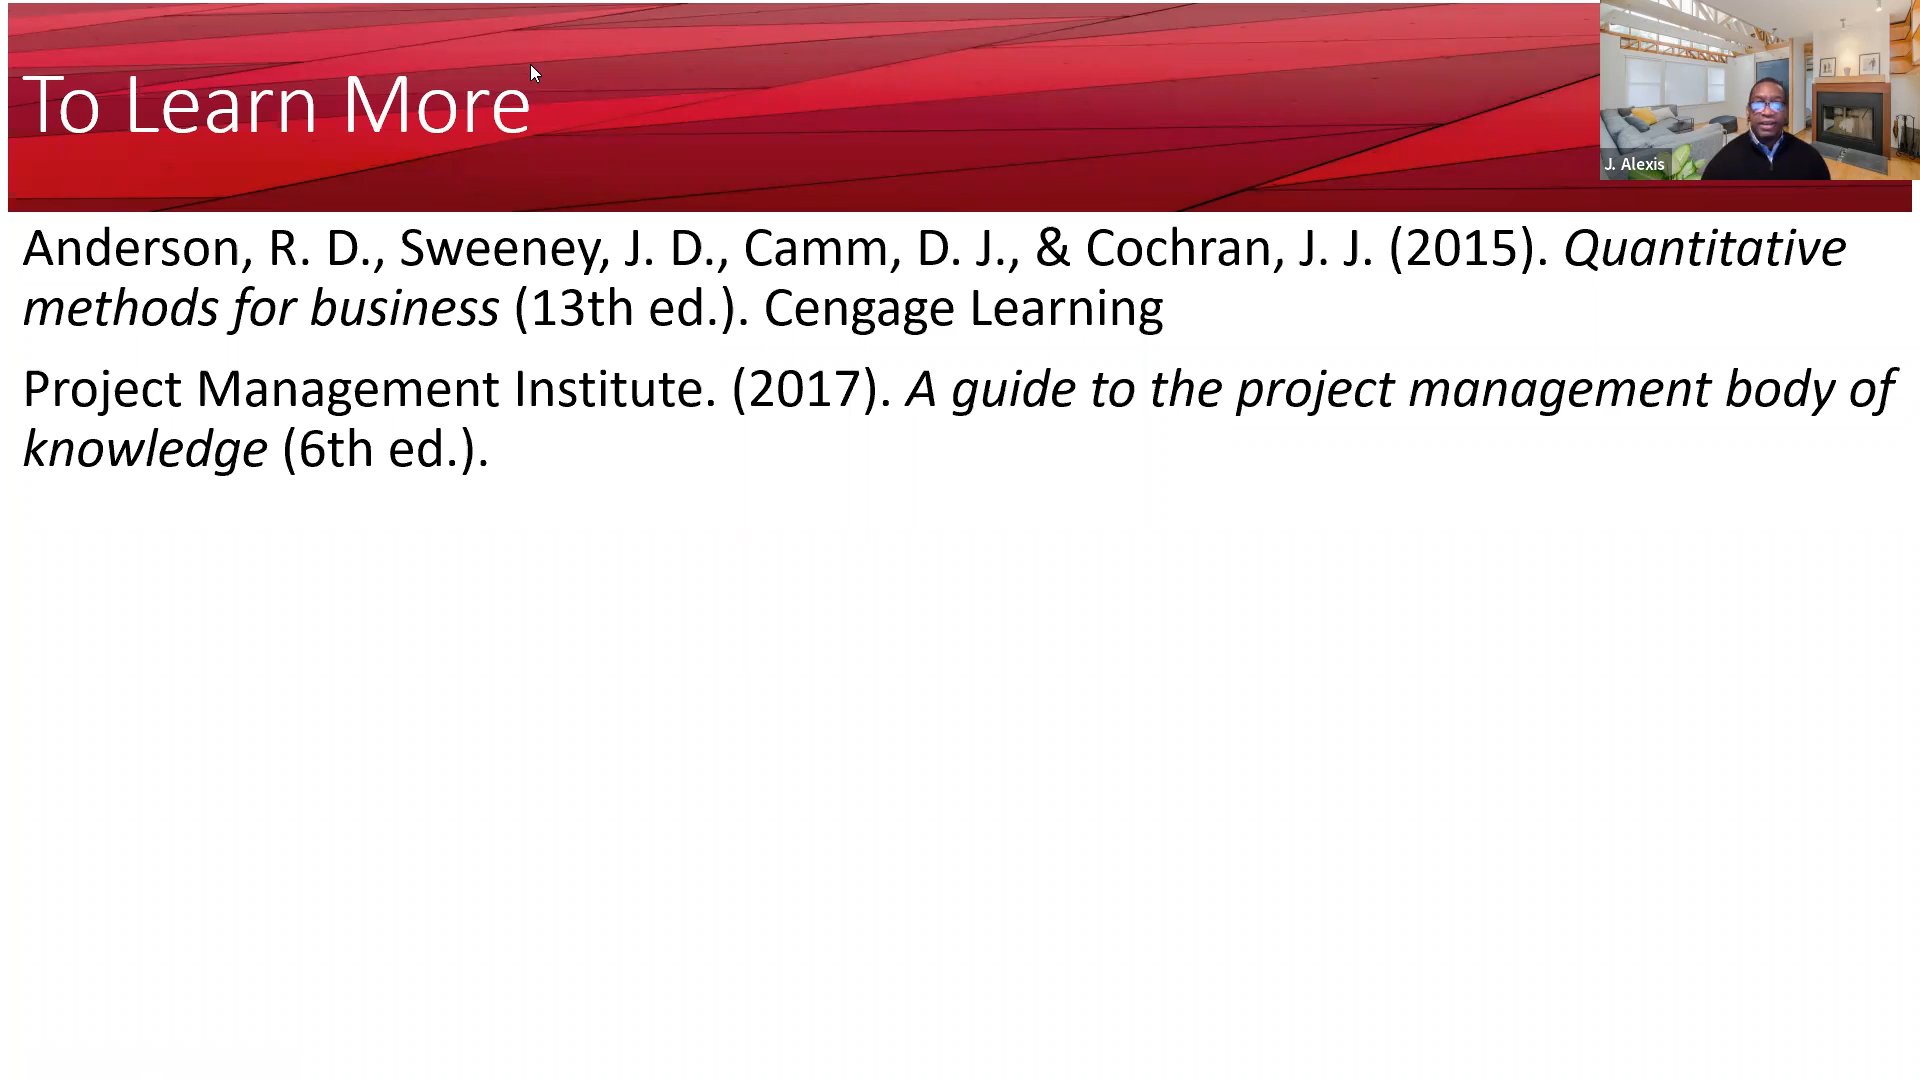 To Learn More
J. Alexis
Anderson, R. D., Sweeney, J. D., Camm, D. J., & Cochran, J. J. (2015). Quantitative
methods for business (13th ed.). Cengage Learning
Project Management Institute. (2017). A guide to the project management body of
knowledge (6th ed.).